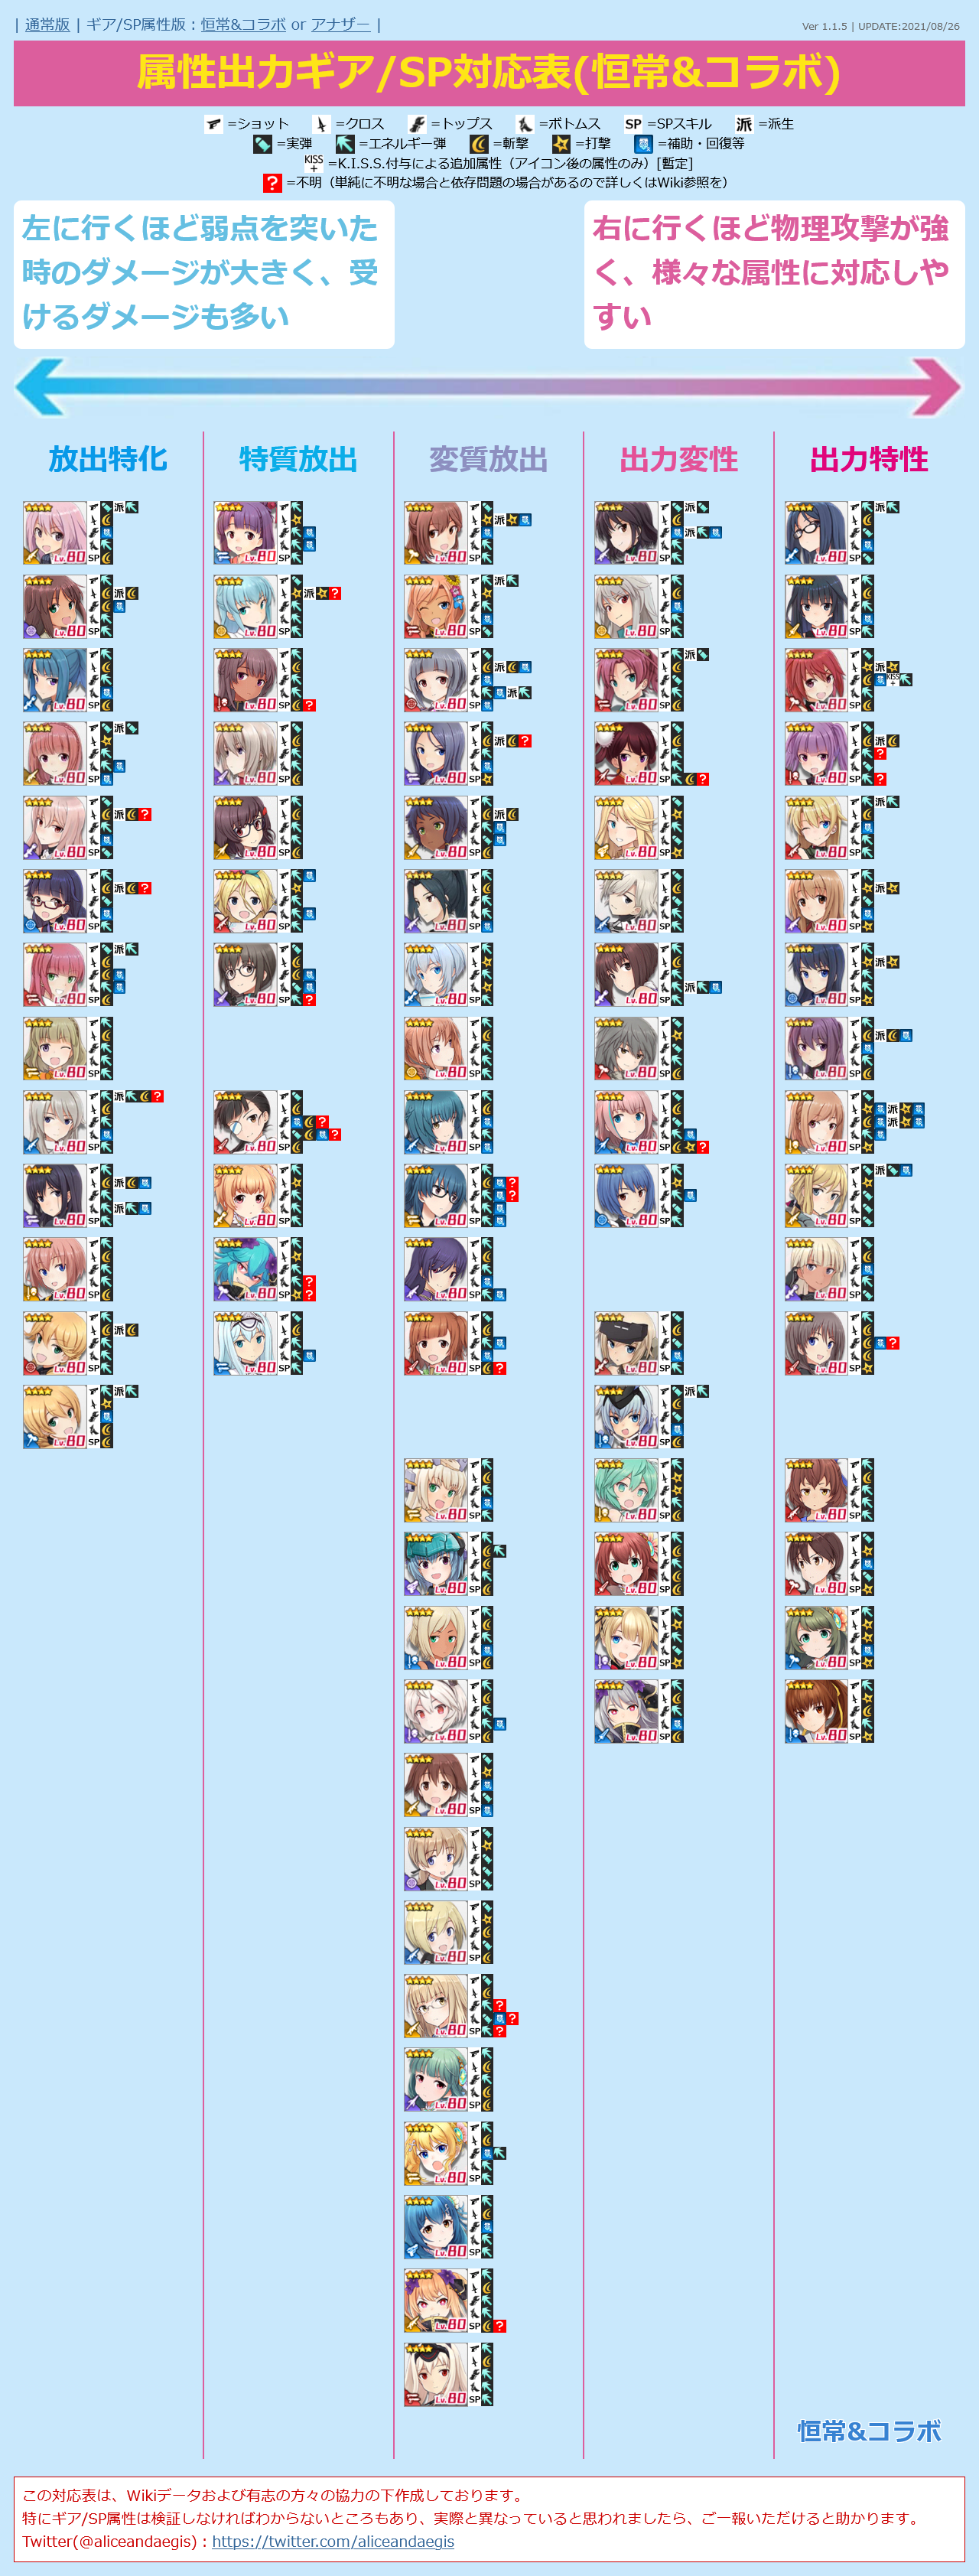 | 通常版 | ギア/SP属性版：恒常&コラボ or アナザー |
Ver 1.1.5 | UPDATE:2021/08/26
属性出力ギア/SP対応表(恒常&コラボ)
=ショット =クロス =トップス =ボトムス SP =SPスキル 派 =派生
=実弾 =エネルギー弾 =斬撃 =打撃 =補助・回復等
KISS+ =K.I.S.S.付与による追加属性（アイコン後の属性のみ）[暫定]
? =不明（単純に不明な場合と依存問題の場合があるので詳しくはWiki参照を）
左に行くほど弱点を突いた
時のダメージが大きく、受
けるダメージも多い
右に行くほど物理攻撃が強
く、様々な属性に対応しや
すい
放出特化 特質放出 変質放出 出力変性 出力特性
恒常&コラボ
この対応表は、Wikiデータおよび有志の方々の協力の下作成しております。
特にギア/SP属性は検証しなければわからないところもあり、実際と異なっていると思われましたら、ご一報いただけると助かります。
Twitter(@aliceandaegis)：https://twitter.com/aliceandaegis